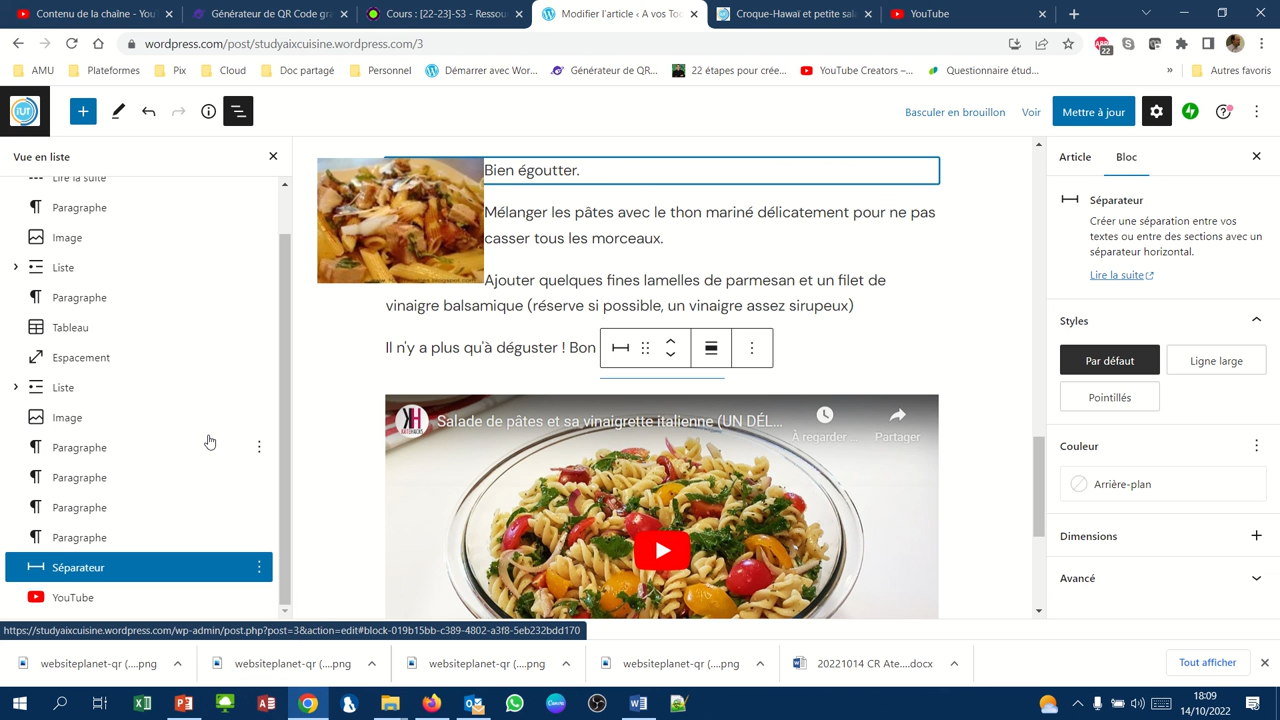 Contenu de la chaîne - You
Générateur de QR Code gra
Cours : [22-23]-S3 - Ressou
Modifier l'article « A vos Toc
Croque-Hawaï et petite sala
YouTube
wordpress.com/post/studyaixcuisine.wordpress.com/3
22
AMU
Plateformes
Pix
Cloud
Doc partagé
Personnel
Démarrer avec Wor...
Générateur de QR...
22 étapes pour crée...
YouTube Creators –...
Questionnaire étud...
»
Autres favoris
iUT
Basculer en brouillon
Voir
Mettre à jour
Vue en liste
Lire la suite
Paragraphe
Image
Liste
Paragraphe
Tableau
Espacement
Liste
Image
Paragraphe
Paragraphe
Paragraphe
Paragraphe
Séparateur
YouTube
Bien égoutter.
Mélanger les pâtes avec le thon mariné délicatement pour ne pas
casser tous les morceaux.
Ajouter quelques fines lamelles de parmesan et un filet de
vinaigre balsamique (réserve si possible, un vinaigre assez sirupeux)
Il n'y a plus qu'à déguster ! Bon
Salade de pâtes et sa vinaigrette italienne (UN DÉL...
À regarder ...
Partager
Article
Bloc
Séparateur
Créer une séparation entre vos
textes ou entre des sections avec un
séparateur horizontal.
Lire la suite
Styles
Par défaut
Ligne large
Pointillés
Couleur
Arrière-plan
Dimensions
Avancé
https://studyaixcuisine.wordpress.com/wp-admin/post.php?post=3&action=edit#block-019b15bb-c389-4802-a3f8-5eb232bdd170
websiteplanet-qr (....png
websiteplanet-qr (....png
websiteplanet-qr (....png
websiteplanet-qr (....png
20221014 CR Ate....docx
Tout afficher
18:09
14/10/2022